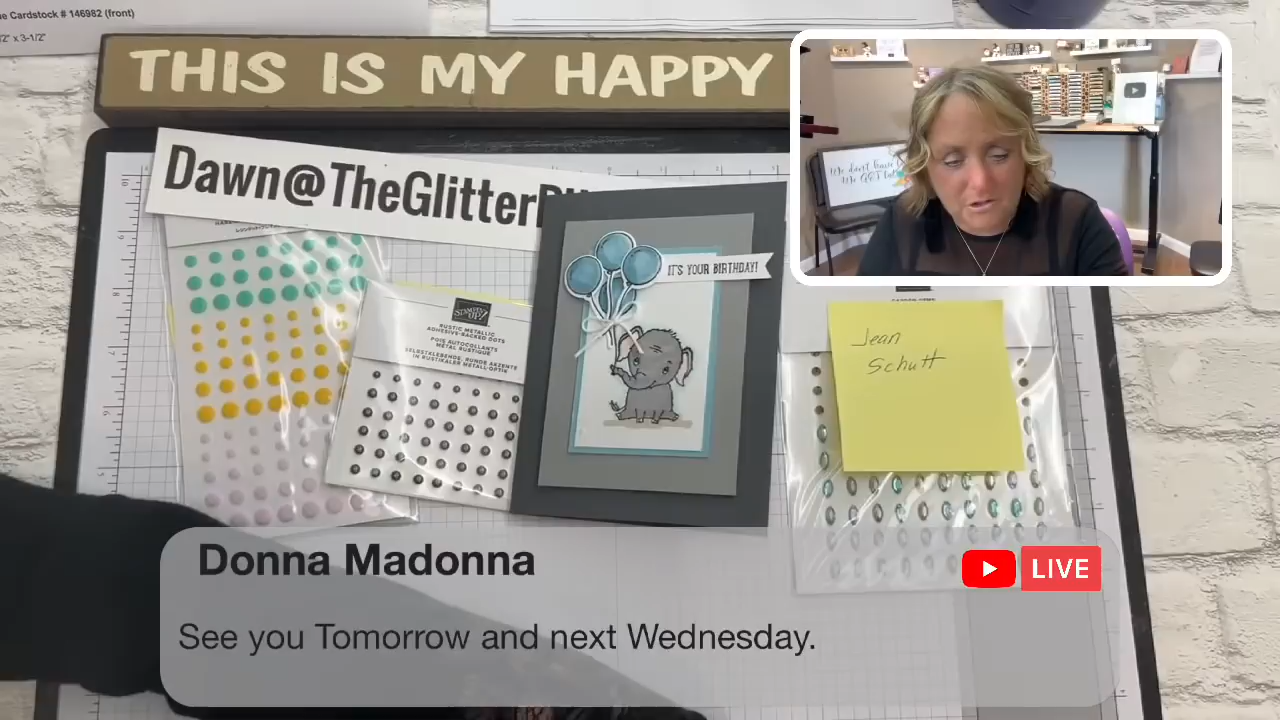 e Cardstock # 146982 (front)
/2" x 3-1/2"
THIS IS MY HAPPY
Dawn@TheGlitter
IT'S YOUR BIRTHDAY!
STAMPIN' UP!
RUSTIC METALLIC
ADHESIVE-BACKED DOTS
POIS AUTOCOLLANTS
MÉTAL RUSTIQUE
SELBSTKLEBENDE, RUNDE AKZENTE
IN RUSTIKALER METALL-OPTIK
Jean
Schutt
Donna Madonna
LIVE
See you Tomorrow and next Wednesday.